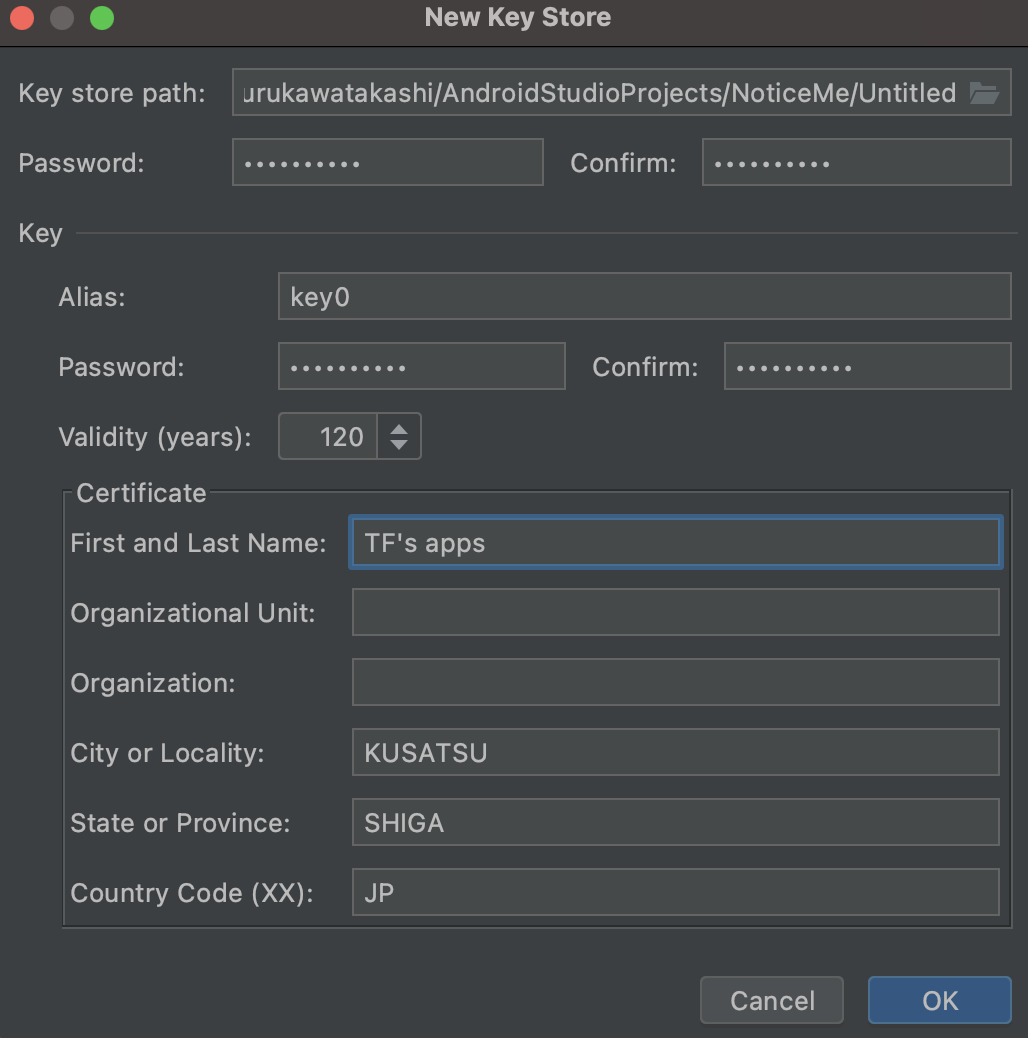 New Key Store
Key store path: urukawatakashi/AndroidStudioProjects/NoticeMe/Untitled
Password: •••••••••• Confirm: ••••••••••
Key
Alias: key0
Password: •••••••••• Confirm: ••••••••••
Validity (years): 120
Certificate
First and Last Name: TF's apps
Organizational Unit:
Organization:
City or Locality: KUSATSU
State or Province: SHIGA
Country Code (XX): JP
Cancel OK